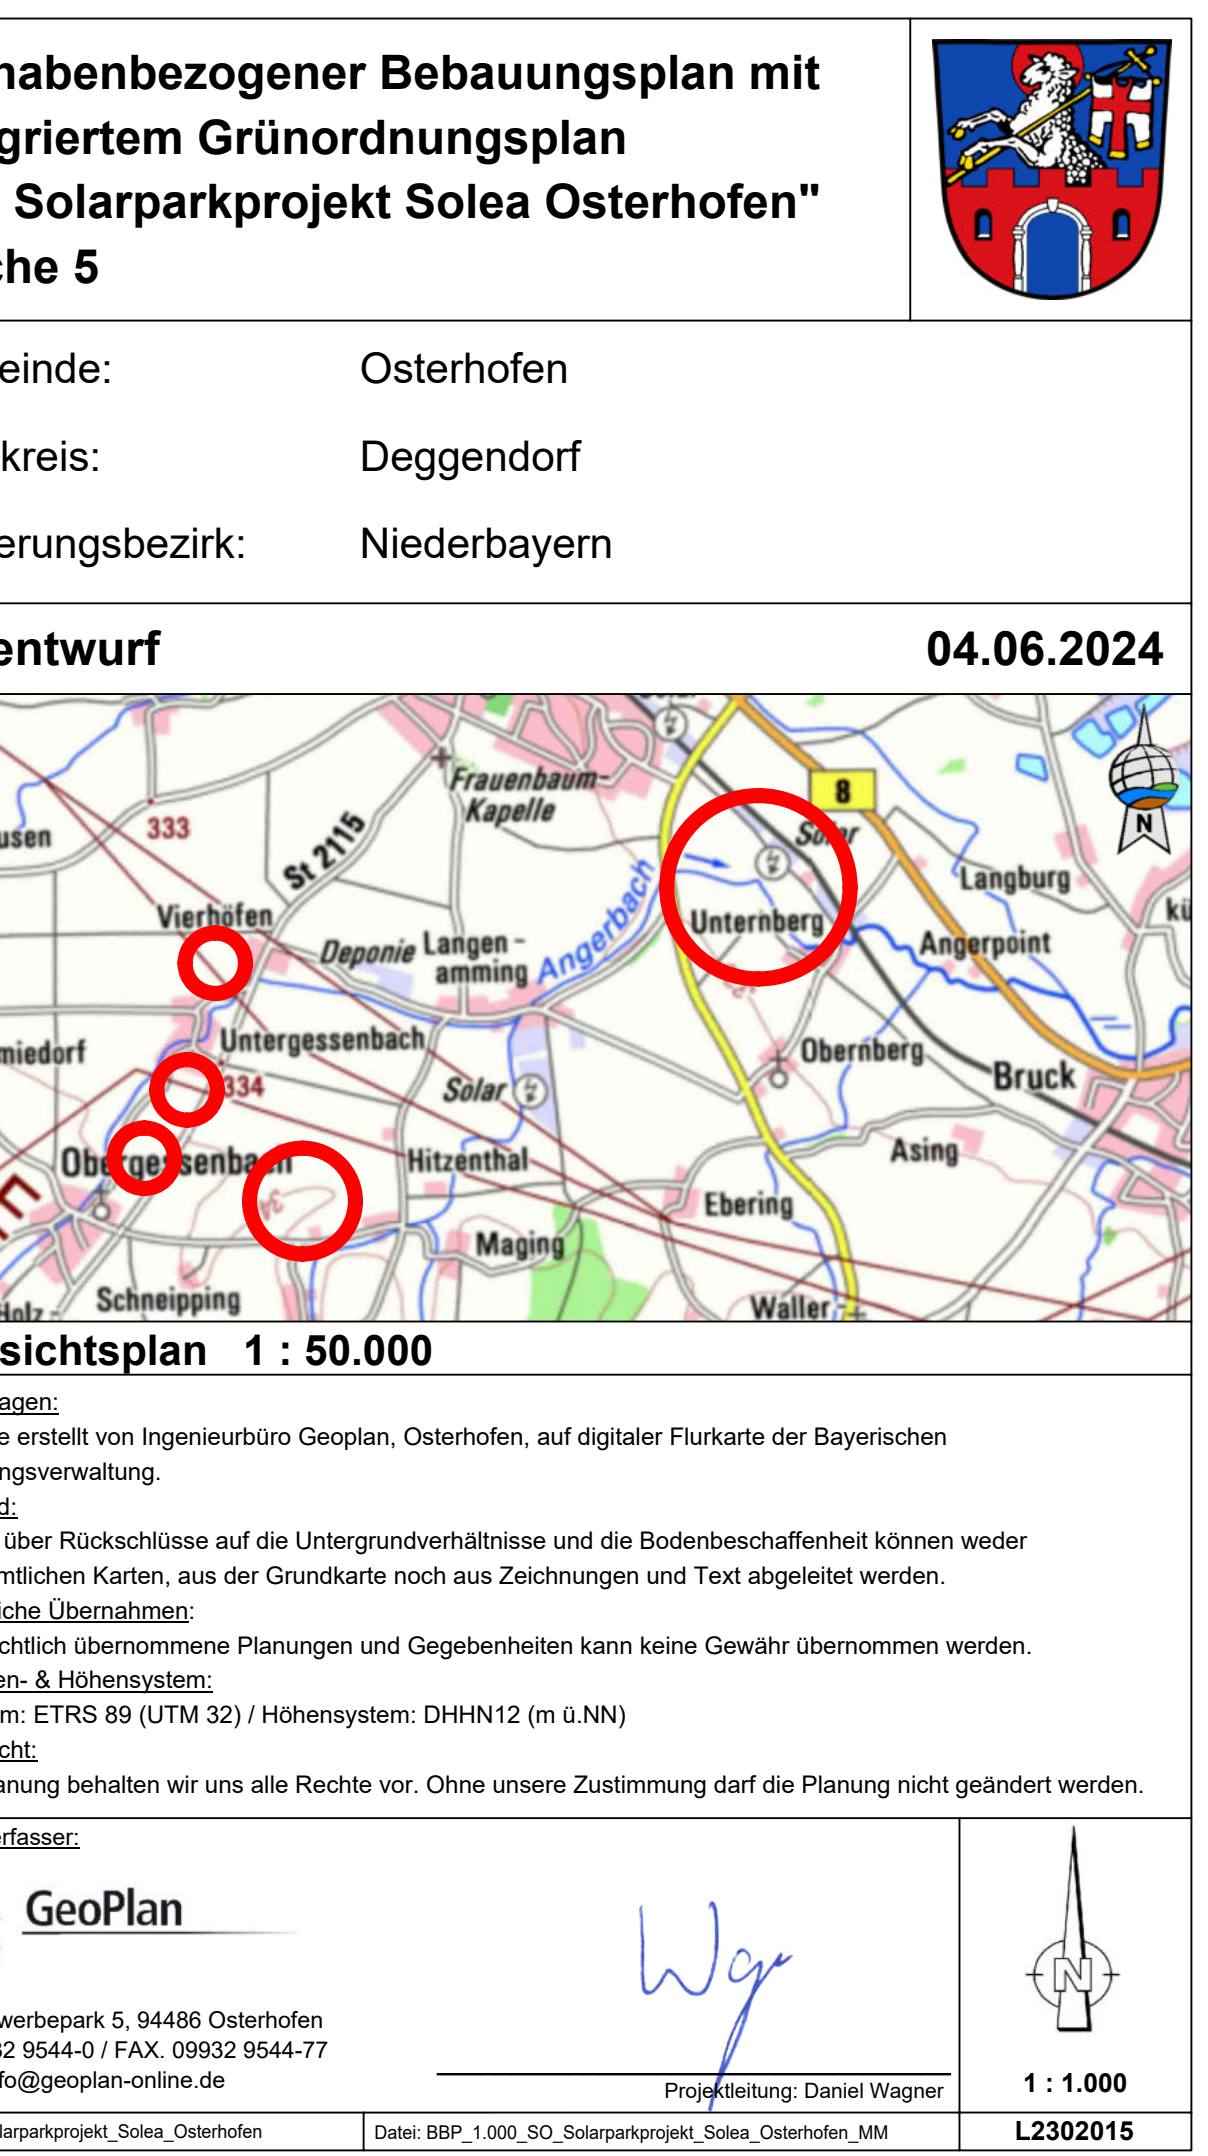 habenbezogener Bebauungsplan mit
griertem Grünordnungsplan
Solarparkprojekt Solea Osterhofen"
che 5
einde: Osterhofen
kreis: Deggendorf
erungsbezirk: Niederbayern
entwurf 04.06.2024
Frauenbaum-
Kapelle
8
usen
333
St 2115
Solar
N
Langburg
kü
Vierhöfen
Deponie
Langen-
amming
Angerbach
Unternberg
Angerpoint
miedorf
Untergessenbach
Obernberg
Bruck
334
Solar
Obergessenbach
Hitzenthal
Asing
Ebering
Maging
Schneipping
Holz-
Waller-
sichtsplan 1 : 50.000
agen:
e erstellt von Ingenieurbüro Geoplan, Osterhofen, auf digitaler Flurkarte der Bayerischen
ngsverwaltung.
d:
über Rückschlüsse auf die Untergrundverhältnisse und die Bodenbeschaffenheit können weder
mtlichen Karten, aus der Grundkarte noch aus Zeichnungen und Text abgeleitet werden.
iche Übernahmen:
chtlich übernommene Planungen und Gegebenheiten kann keine Gewähr übernommen werden.
en- & Höhensystem:
m: ETRS 89 (UTM 32) / Höhensystem: DHHN12 (m ü.NN)
cht:
anung behalten wir uns alle Rechte vor. Ohne unsere Zustimmung darf die Planung nicht geändert werden.
erfasser:
GeoPlan
N
werbepark 5, 94486 Osterhofen
32 9544-0 / FAX. 09932 9544-77
fo@geoplan-online.de
Projektleitung: Daniel Wagner
1 : 1.000
larparkprojekt_Solea_Osterhofen
Datei: BBP_1.000_SO_Solarparkprojekt_Solea_Osterhofen_MM
L2302015